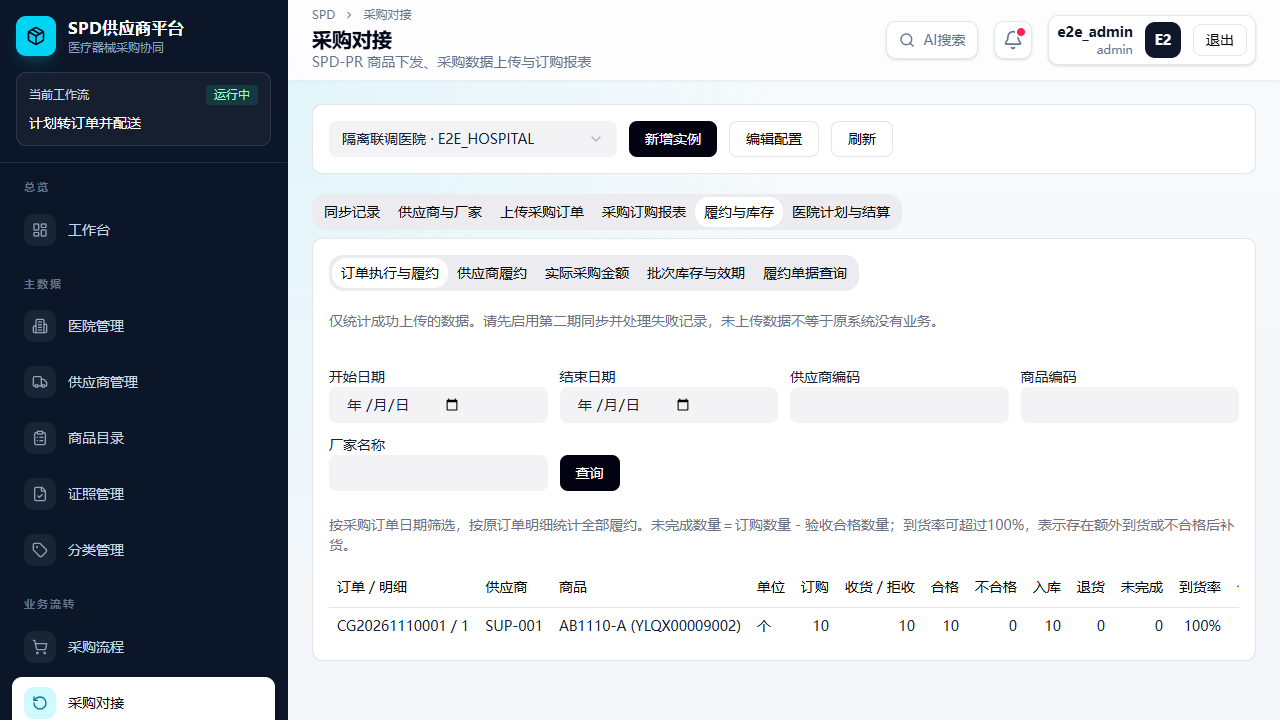 SPD供应商平台
医疗器械采购协同
当前工作流
运行中
计划转订单并配送
总览
工作台
主数据
医院管理
供应商管理
商品目录
证照管理
分类管理
业务流转
采购流程
采购对接
SPD › 采购对接
采购对接
SPD-PR 商品下发、采购数据上传与订购报表
AI搜索
e2e_admin
admin
E2
退出
隔离联调医院 · E2E_HOSPITAL
新增实例
编辑配置
刷新
同步记录 供应商与厂家 上传采购订单 采购订购报表 履约与库存 医院计划与结算
订单执行与履约 供应商履约 实际采购金额 批次库存与效期 履约单据查询
仅统计成功上传的数据。请先启用第二期同步并处理失败记录，未上传数据不等于原系统没有业务。
开始日期 结束日期 供应商编码 商品编码
年 /月/日 年 /月/日
厂家名称
查询
按采购订单日期筛选，按原订单明细统计全部履约。未完成数量 = 订购数量 - 验收合格数量；到货率可超过100%，表示存在额外到货或不合格后补
货。
订单 / 明细 供应商 商品 单位 订购 收货 / 拒收 合格 不合格 入库 退货 未完成 到货率
CG20261110001 / 1 SUP-001 AB1110-A (YLQX00009002) 个 10 10 10 0 10 0 0 100%